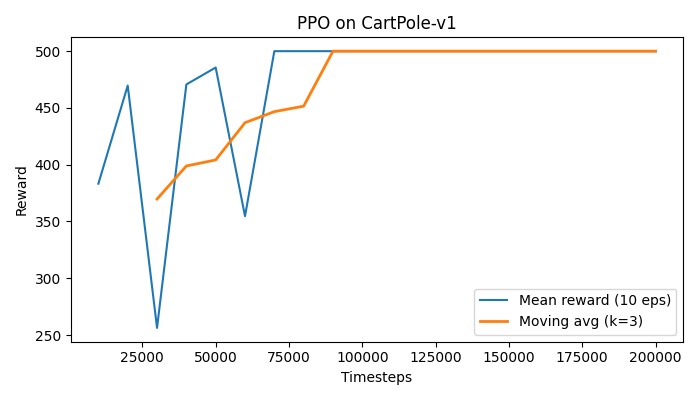 PPO on CartPole-v1
500
450
400
350
300
250
Reward
Mean reward (10 eps)
Moving avg (k=3)
25000 50000 75000 100000 125000 150000 175000 200000
Timesteps